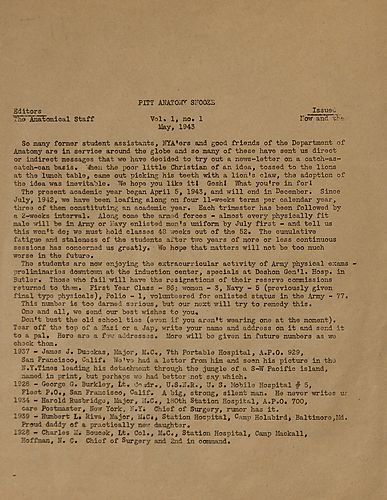 PITT ANATOMY SNOOZE
Editors Issued
The Anatomical Staff Vol. 1, no. 1 Now and the
May, 1943
So many former student assistants, NYA'ers and good friends of the Department of
Anatomy are in service around the globe and so many of these have sent us direct
or indirect messages that we have decided to try out a news-letter on a catch-as-
catch-can basis. When the poor little Christian of an idea, tossed to the lions
at the lunch table, came out picking his teeth with a lion's claw, the adoption of
the idea was inevitable. We hope you like it! Gosh! What you're in for!
The present academic year began April 5, 1943, and will end in December. Since
July, 1942, we have been loafing along on four 11-weeks terms per calendar year,
three of them constituting an academic year. Each trimester has been followed by
a 2-weeks interval. Along come the armed forces - almost every physically fit
male will be in Army or Navy enlisted men's uniform by July first - and tell us
this won't do; we must hold classes 48 weeks out of the 52. The cumulative
fatigue and staleness of the students after two years of more or less continuous
sessions has concerned us greatly. We hope that matters will not be too much
worse in the future.
The students are now enjoying the extracurricular activity of Army physical exams -
preliminaries downtown at the induction center, specials at Deshon Gen'l. Hosp. in
Butler. Those who fail will have the resignations of their reserve commissions
returned to them. First Year Class - 86; women - 3, Navy - 5 (previously given
final type physicals), Polio - 1, volunteered for enlisted status in the Army - 77.
This number is too darned serious, but our next will try to remedy this.
One and all, we send our best wishes to you.
Don't bust the old school ties (even if you aren't wearing one at the moment).
Tear off the top of a Nazi or a Jap, write your name and address on it and send it
to a pal. Here are a few addresses. More will be given in future numbers as we
check them.
1937 - James J. Major, M.C., 7th Portable Hospital, A.P.O. 929,
San Francisco, Calif. We've had a letter from him and seen his picture in the
N.Y.Times leading his detachment through the jungle of a S-W Pacific island,
named in print, but perhaps we had better not say which.
1928 - George G. Burkley, Lt. U.S.N.R., U. S. Mobile Hospital # 5,
Fleet P.O., San Francisco, Calif. A big, strong, silent man. He never writes us
1934 - Harold Rusbridge, Major, M.C., 180th Station Hospital, A.P.O. 700,
care Postmaster, New York, N.Y. Chief of Surgery, rumor has it.
1939 - Humbert L. Riva, Major, M.C., Station Hospital, Camp Holabird, Baltimore, Md.
Proud daddy of a practically new daughter.
1928 - Charles M. Boucek, Lt. Col., M.C., Station Hospital, Camp Mackall,
Hoffman, N. C. Chief of Surgery and 2nd in command.